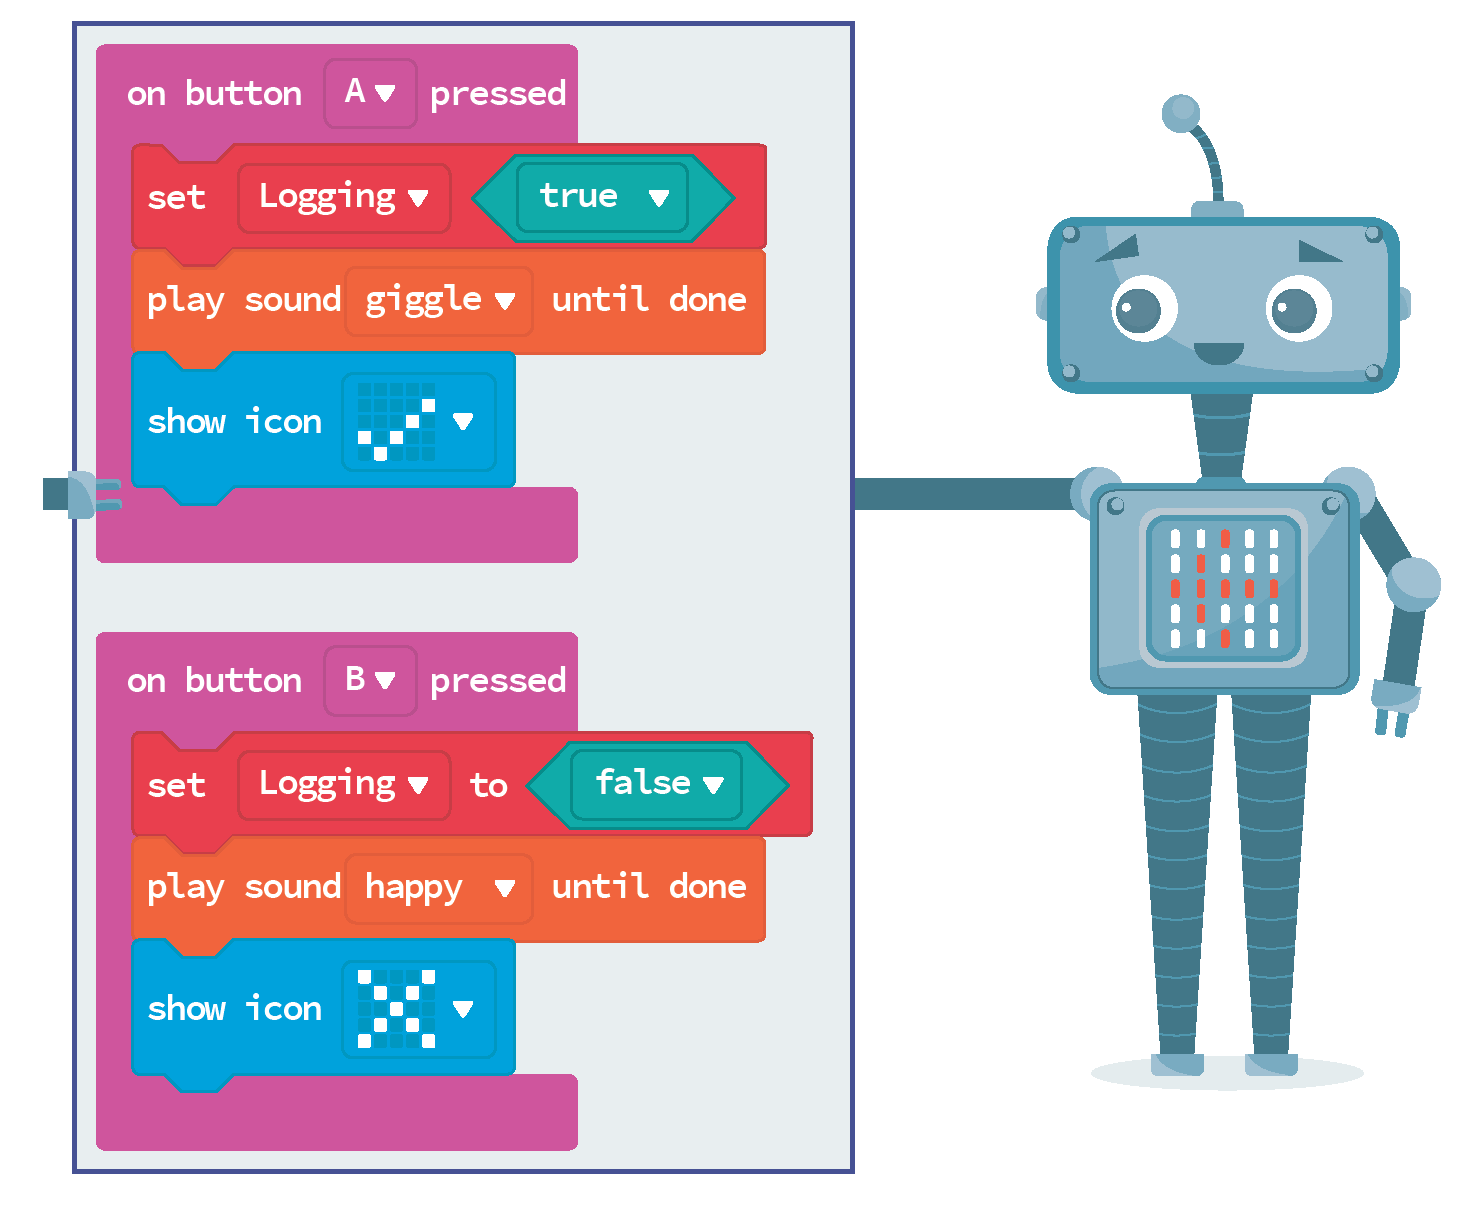 on button A pressed
set Logging true
play sound giggle until done
show icon
on button B pressed
set Logging to false
play sound happy until done
show icon